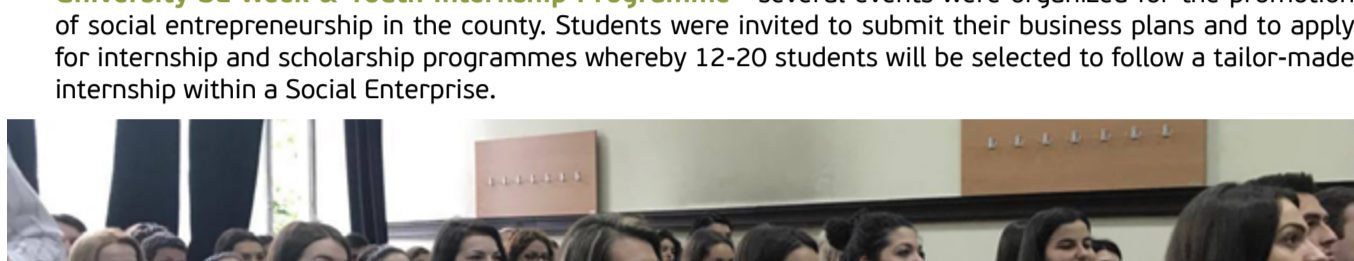 University SE Week & Youth Internship Programme – several events were organized for the promotion
of social entrepreneurship in the county. Students were invited to submit their business plans and to apply
for internship and scholarship programmes whereby 12-20 students will be selected to follow a tailor-made
internship within a Social Enterprise.